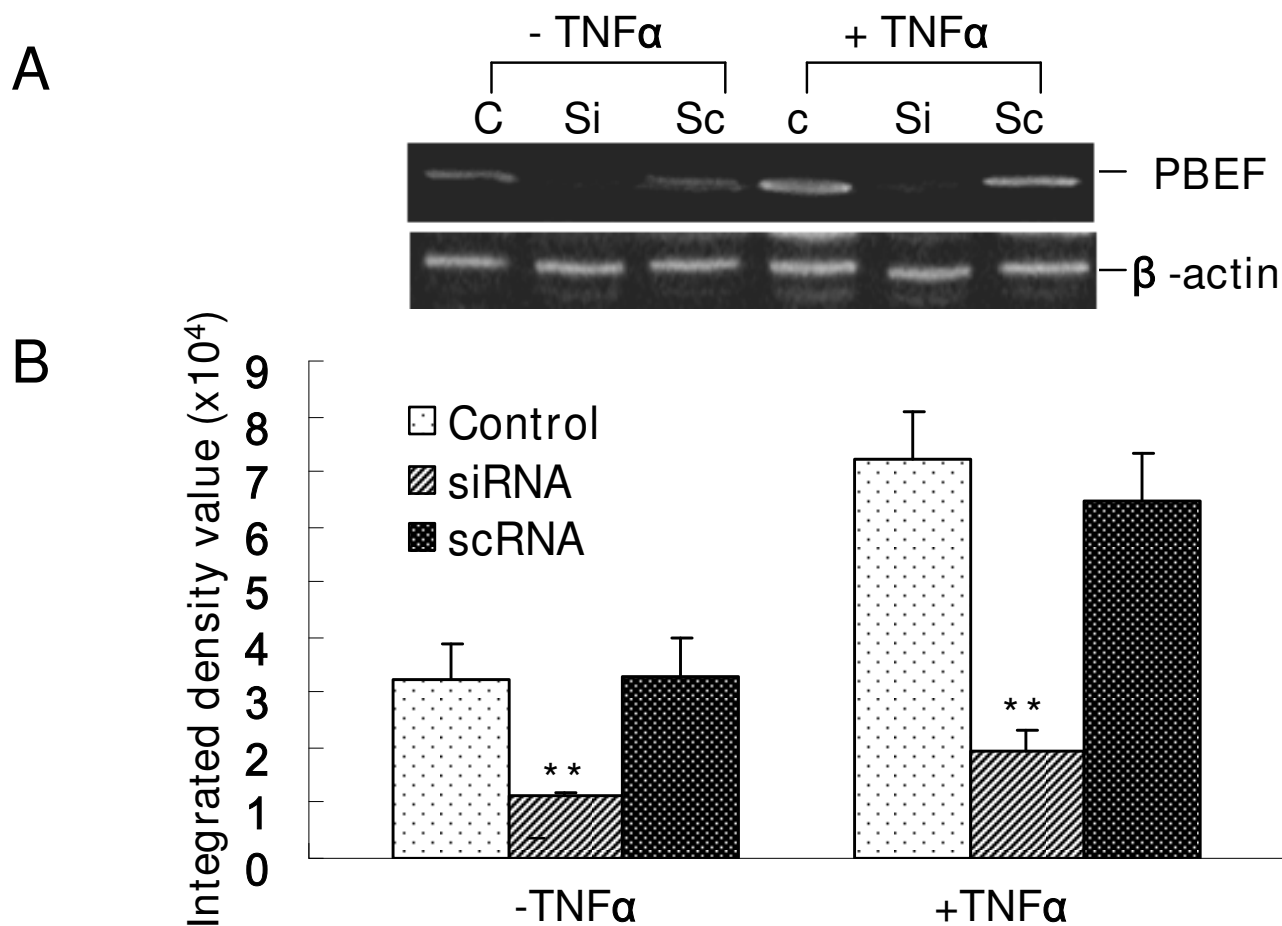 A
- TNFα + TNFα
C Si Sc c Si Sc
PBEF
β -actin
B
Integrated density value (x10⁴)
9
8
7
6
5
4
3
2
1
0
Control
siRNA
scRNA
**
**
-TNFα +TNFα